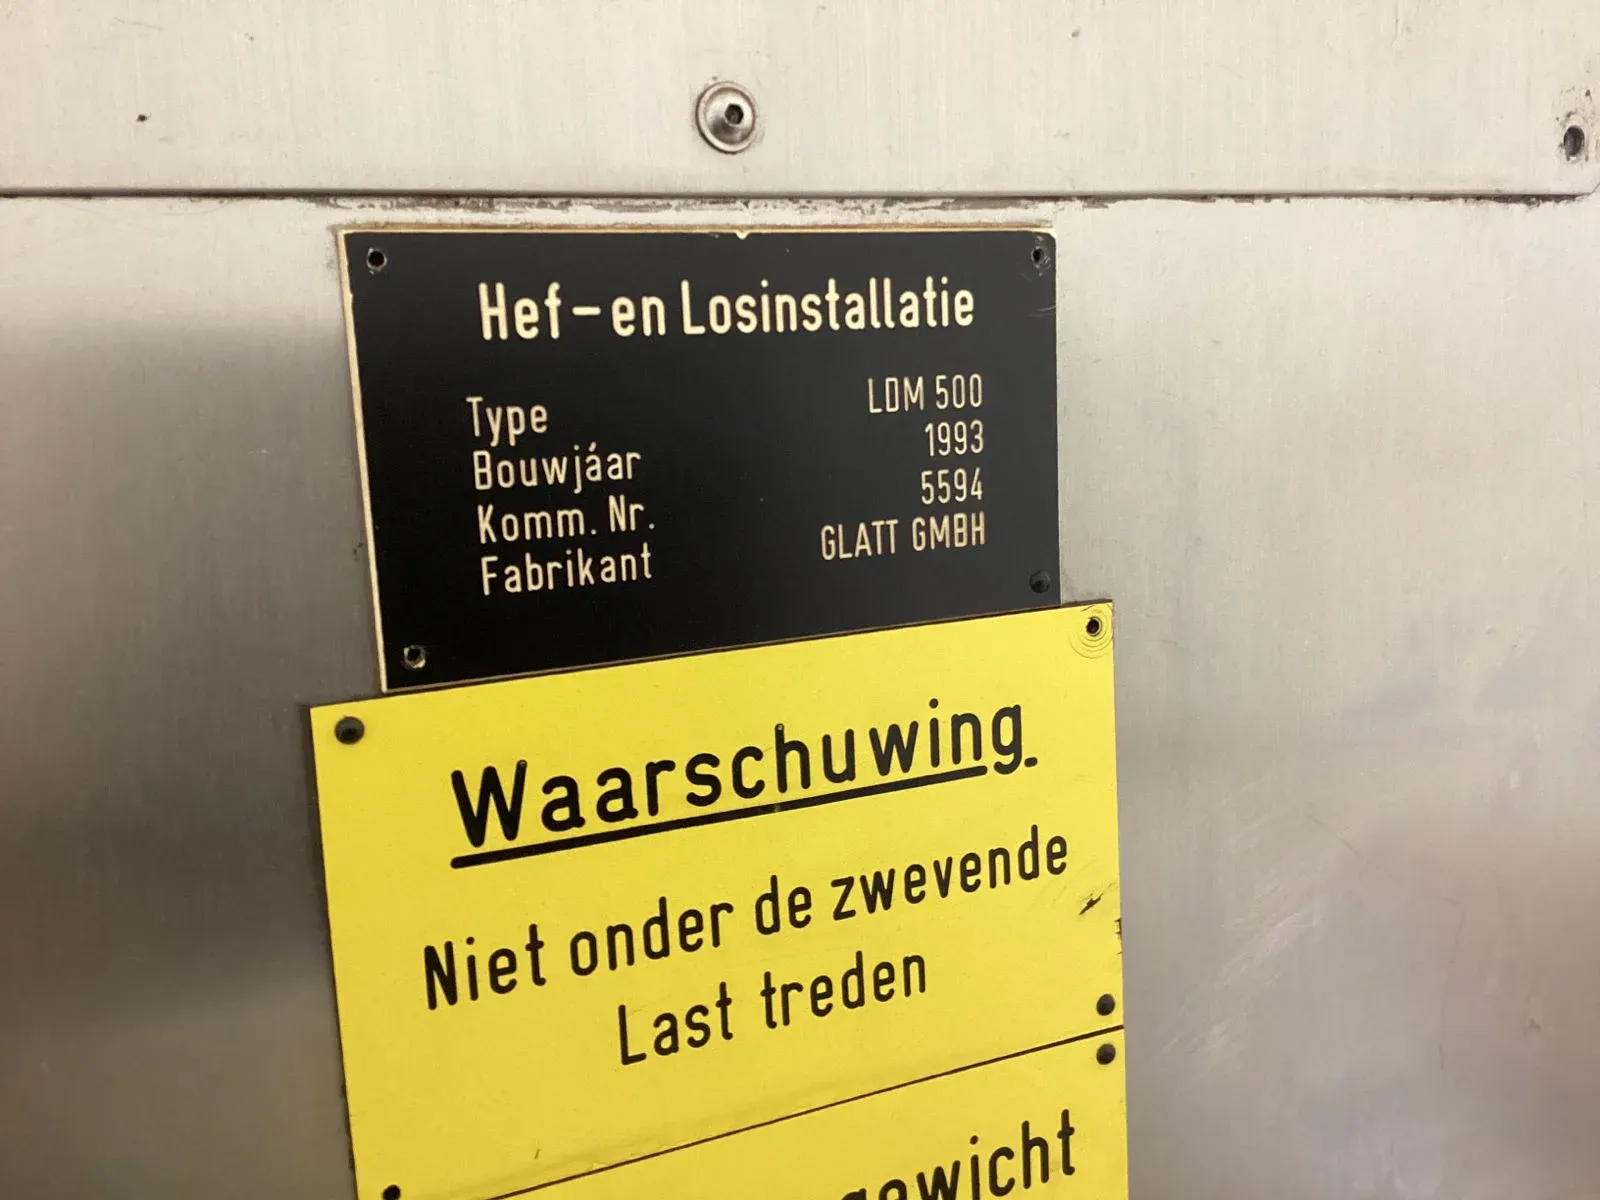 Hef-en Losinstallatie
Type LDM 500
Bouwjáar 1993
Komm. Nr. 5594
Fabrikant GLATT GMBH
Waarschuwing.
Niet onder de zwevende
Last treden